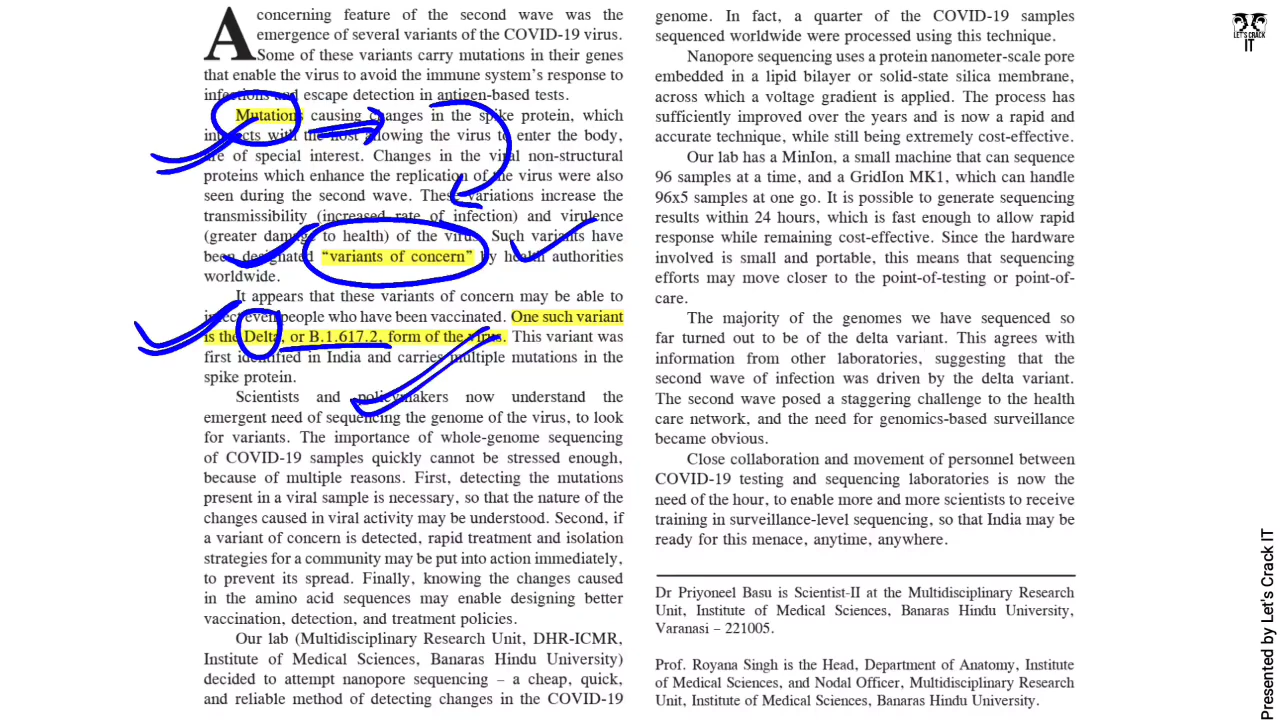 A concerning feature of the second wave was the
emergence of several variants of the COVID-19 virus.
Some of these variants carry mutations in their genes
that enable the virus to avoid the immune system's response to
infections and escape detection in antigen-based tests.
Mutations causing changes in the spike protein, which
interacts with the host allowing the virus to enter the body,
are of special interest. Changes in the viral non-structural
proteins which enhance the replication of the virus were also
seen during the second wave. These variations increase the
transmissibility (increased rate of infection) and virulence
(greater damage to health) of the virus. Such variants have
been designated “variants of concern” by health authorities
worldwide.
It appears that these variants of concern may be able to
infect even people who have been vaccinated. One such variant
is the Delta, or B.1.617.2, form of the virus. This variant was
first identified in India and carries multiple mutations in the
spike protein.
Scientists and policymakers now understand the
emergent need of sequencing the genome of the virus, to look
for variants. The importance of whole-genome sequencing
of COVID-19 samples quickly cannot be stressed enough,
because of multiple reasons. First, detecting the mutations
present in a viral sample is necessary, so that the nature of the
changes caused in viral activity may be understood. Second, if
a variant of concern is detected, rapid treatment and isolation
strategies for a community may be put into action immediately,
to prevent its spread. Finally, knowing the changes caused
in the amino acid sequences may enable designing better
vaccination, detection, and treatment policies.
Our lab (Multidisciplinary Research Unit, DHR-ICMR,
Institute of Medical Sciences, Banaras Hindu University)
decided to attempt nanopore sequencing – a cheap, quick,
and reliable method of detecting changes in the COVID-19
genome. In fact, a quarter of the COVID-19 samples
sequenced worldwide were processed using this technique.
Nanopore sequencing uses a protein nanometer-scale pore
embedded in a lipid bilayer or solid-state silica membrane,
across which a voltage gradient is applied. The process has
sufficiently improved over the years and is now a rapid and
accurate technique, while still being extremely cost-effective.
Our lab has a MinIon, a small machine that can sequence
96 samples at a time, and a GridIon MK1, which can handle
96x5 samples at one go. It is possible to generate sequencing
results within 24 hours, which is fast enough to allow rapid
response while remaining cost-effective. Since the hardware
involved is small and portable, this means that sequencing
efforts may move closer to the point-of-testing or point-of-
care.
The majority of the genomes we have sequenced so
far turned out to be of the delta variant. This agrees with
information from other laboratories, suggesting that the
second wave of infection was driven by the delta variant.
The second wave posed a staggering challenge to the health
care network, and the need for genomics-based surveillance
became obvious.
Close collaboration and movement of personnel between
COVID-19 testing and sequencing laboratories is now the
need of the hour, to enable more and more scientists to receive
training in surveillance-level sequencing, so that India may be
ready for this menace, anytime, anywhere.
Dr Priyoneel Basu is Scientist-II at the Multidisciplinary Research
Unit, Institute of Medical Sciences, Banaras Hindu University,
Varanasi – 221005.
Prof. Royana Singh is the Head, Department of Anatomy, Institute
of Medical Sciences, and Nodal Officer, Multidisciplinary Research
Unit, Institute of Medical Sciences, Banaras Hindu University.
LET'S CRACK
IT
Presented by Let's Crack IT